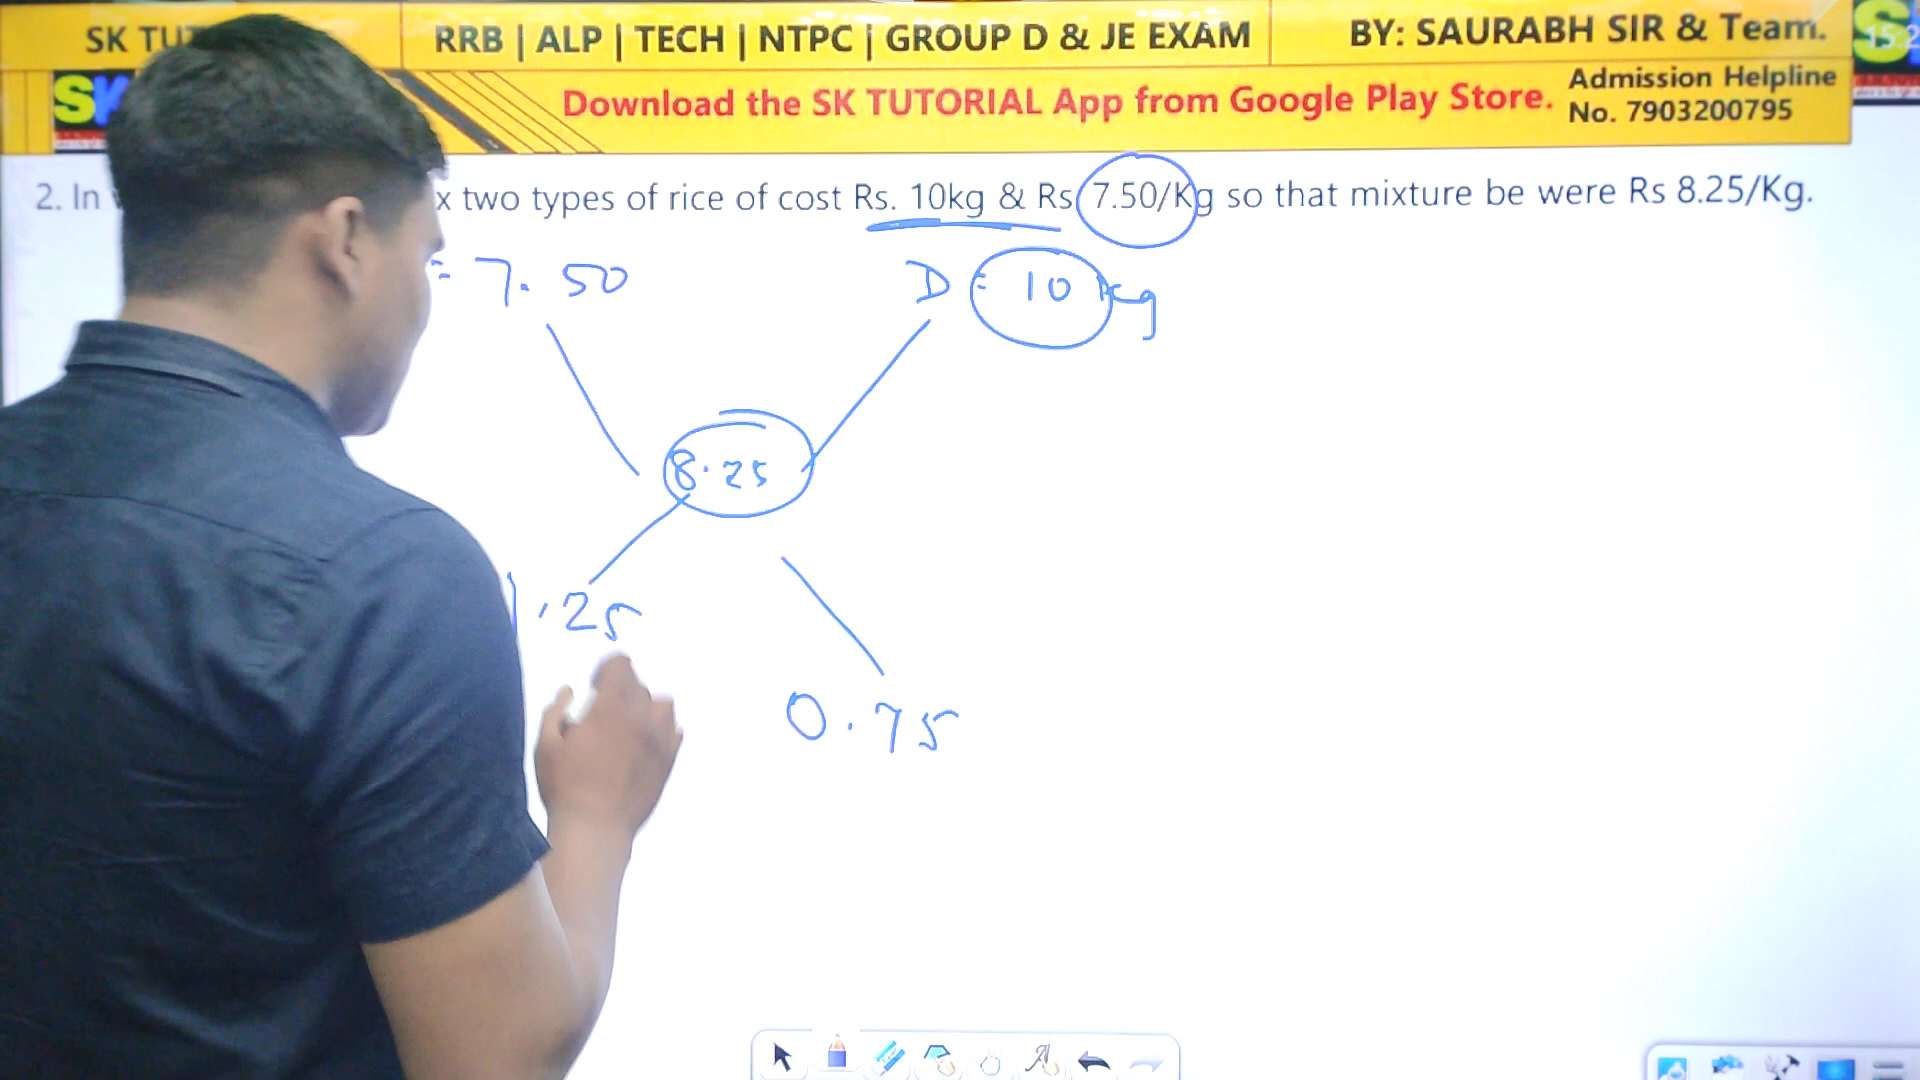 SK TU
RRB | ALP | TECH | NTPC | GROUP D & JE EXAM
BY: SAURABH SIR & Team.
Download the SK TUTORIAL App from Google Play Store.
Admission Helpline
No. 7903200795
2. In x two types of rice of cost Rs. 10kg & Rs 7.50/Kg so that mixture be were Rs 8.25/Kg.
= 7.50
D = 10 kg
8.25
1.25
0.75